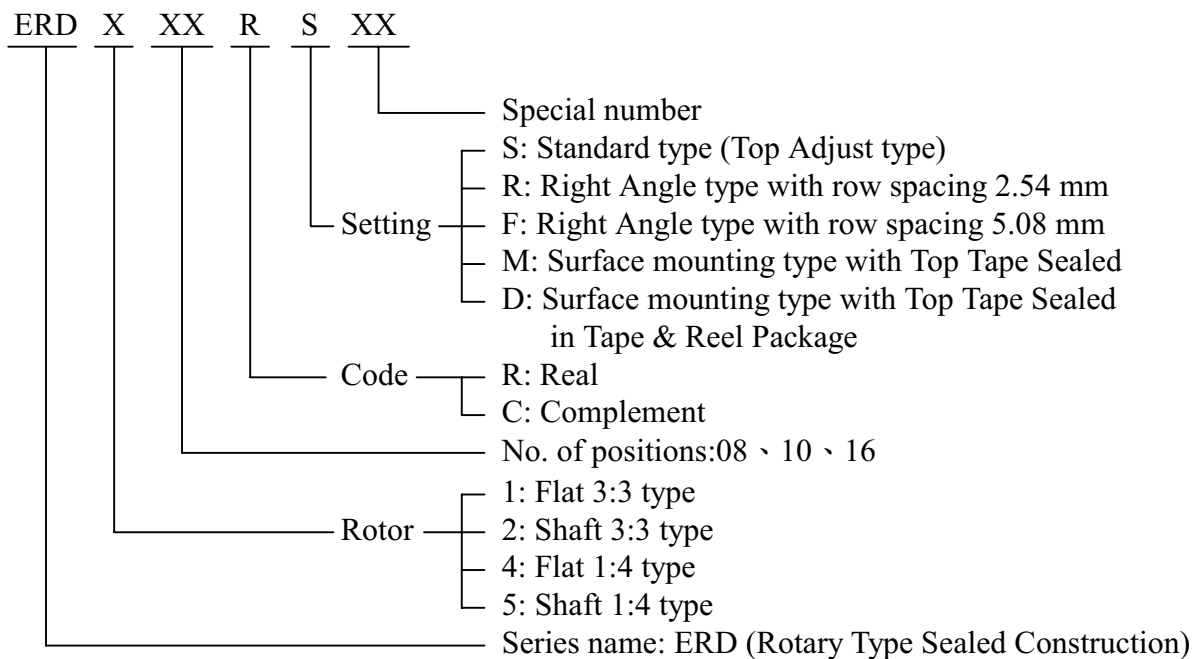 ERD X XX R S XX
Special number
S: Standard type (Top Adjust type)
R: Right Angle type with row spacing 2.54 mm
Setting F: Right Angle type with row spacing 5.08 mm
M: Surface mounting type with Top Tape Sealed
D: Surface mounting type with Top Tape Sealed
in Tape & Reel Package
Code R: Real
C: Complement
No. of positions:08、10、16
1: Flat 3:3 type
Rotor 2: Shaft 3:3 type
4: Flat 1:4 type
5: Shaft 1:4 type
Series name: ERD (Rotary Type Sealed Construction)